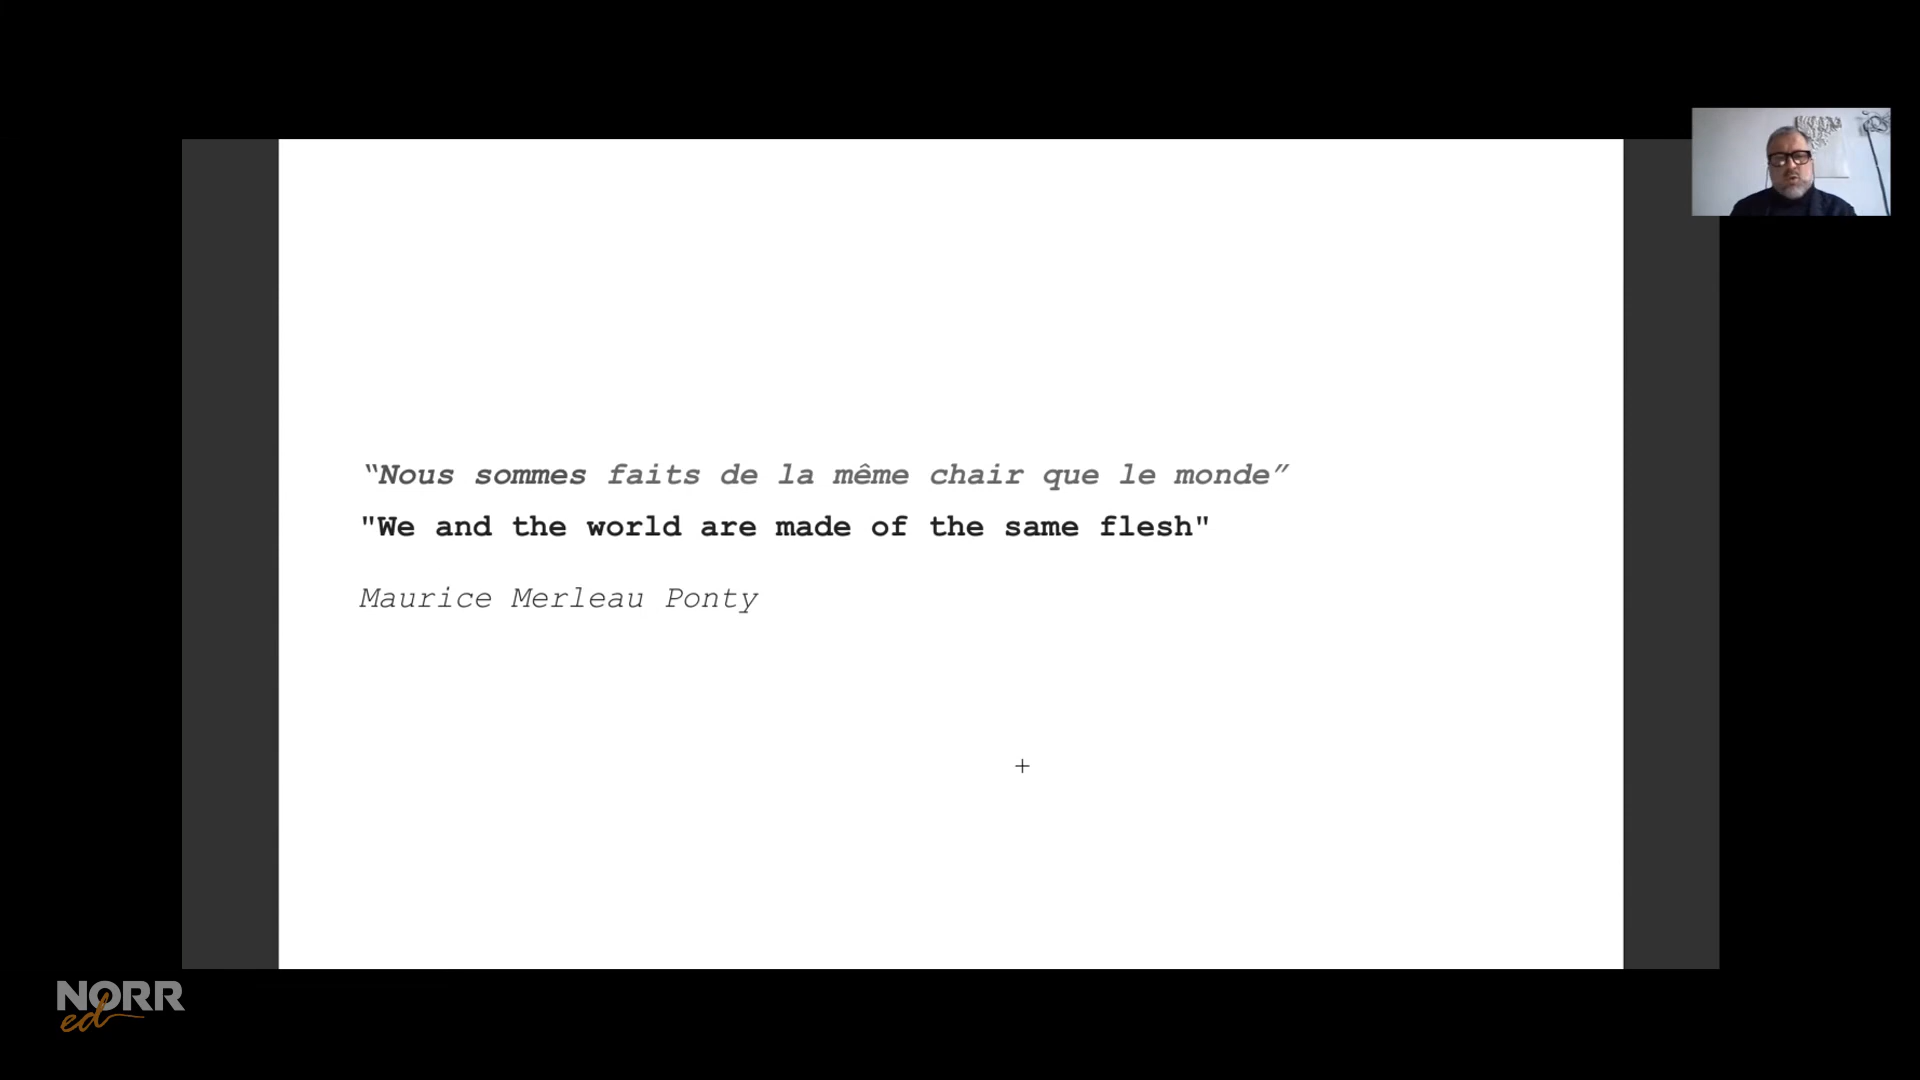 “Nous sommes faits de la même chair que le monde”
"We and the world are made of the same flesh"
Maurice Merleau Ponty
NORR
ed